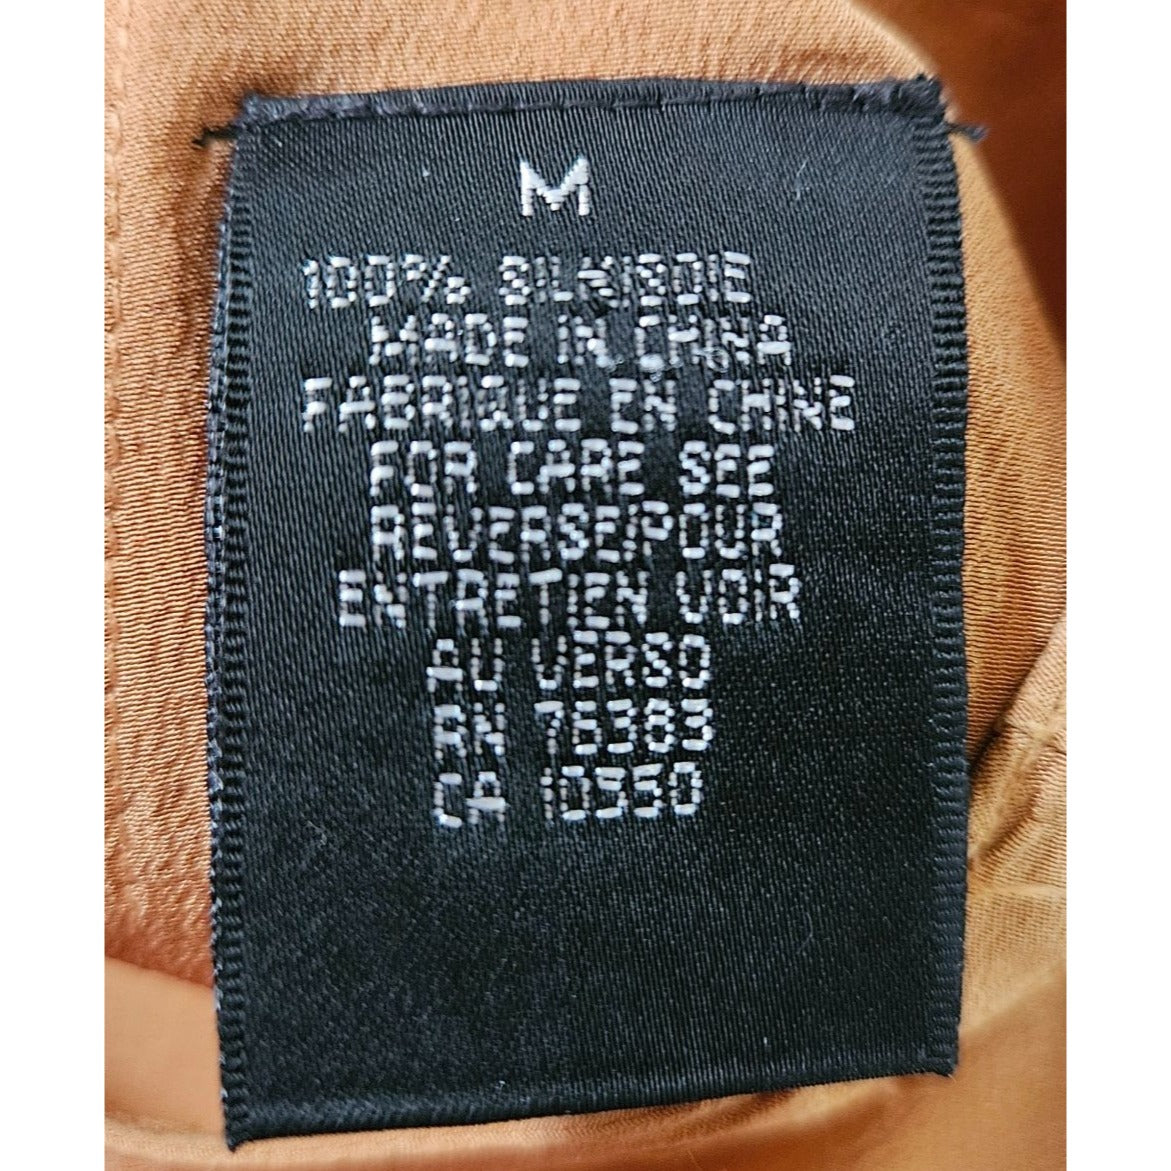 M
100% SILK/SOIE
MADE IN CHINA
FABRIQUE EN CHINE
FOR CARE SEE
REVERSE/POUR
ENTRETIEN VOIR
AU VERSO
RN 76383
CA 10350